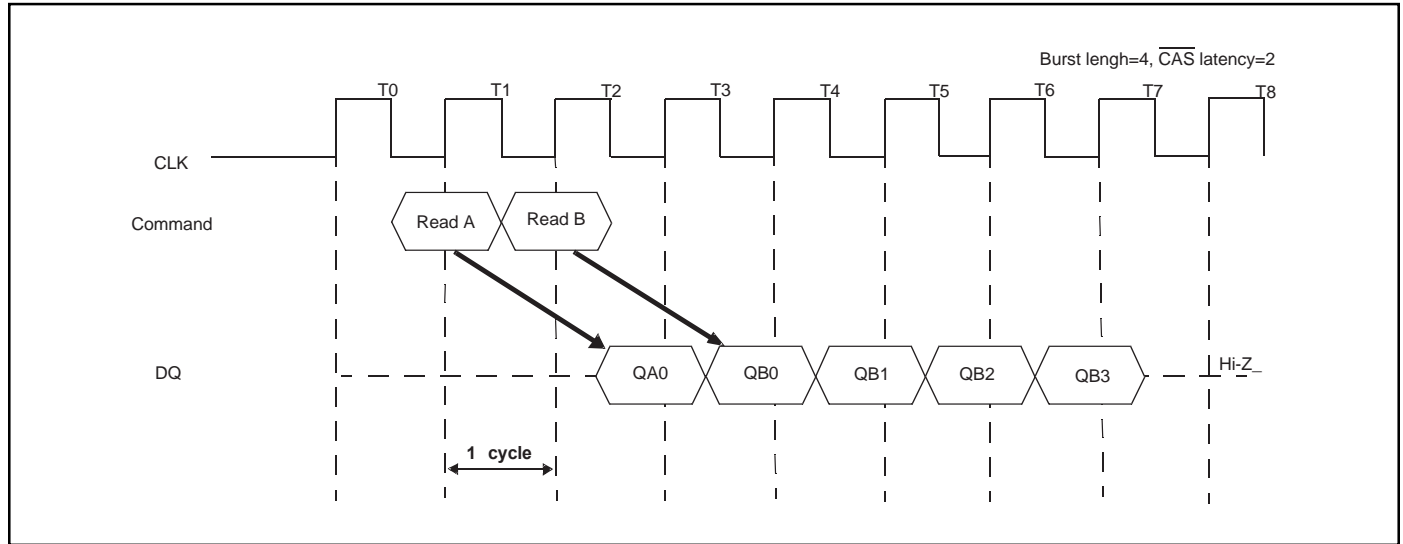 Burst lengh=4, CAS latency=2
T0 T1 T2 T3 T4 T5 T6 T7 T8
CLK
Command Read A Read B
DQ QA0 QB0 QB1 QB2 QB3 Hi-Z_
1 cycle